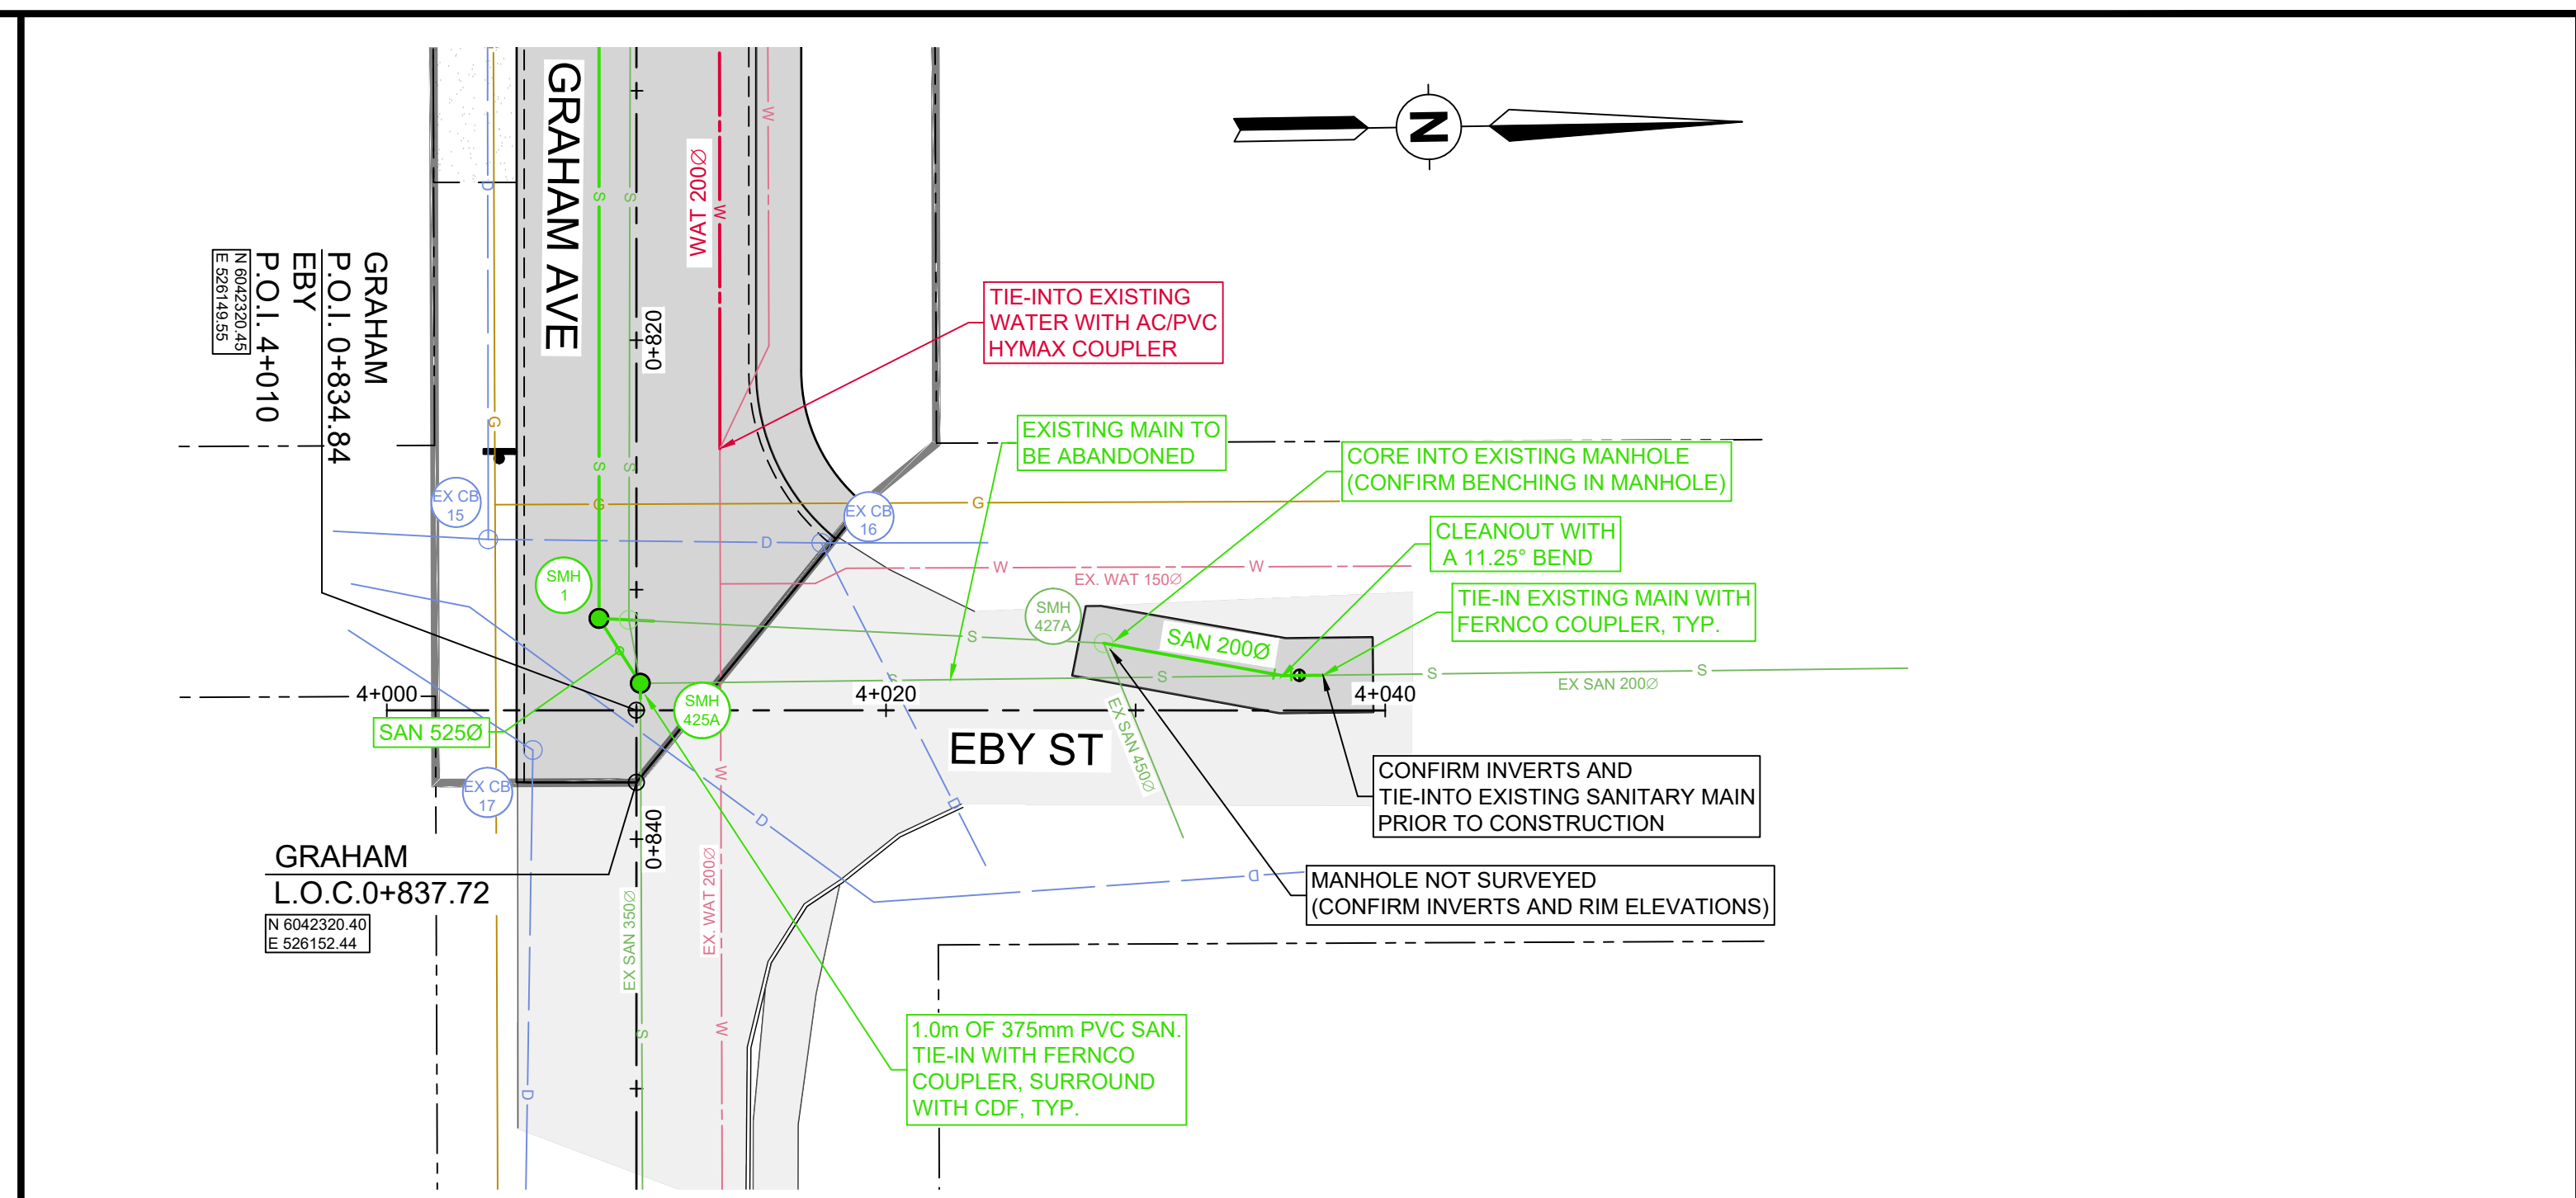 GRAHAM AVE
WAT 200Ø
W
W
S
S
S
S
D
G
N
GRAHAM
P.O.I. 0+834.84
EBY
P.O.I. 4+010
N 6042320.45
E 526149.55
0+820
TIE-INTO EXISTING
WATER WITH AC/PVC
HYMAX COUPLER
EXISTING MAIN TO
BE ABANDONED
CORE INTO EXISTING MANHOLE
(CONFIRM BENCHING IN MANHOLE)
EX CB
15
G
G
EX CB
16
D
CLEANOUT WITH
A 11.25° BEND
W
W
EX. WAT 150Ø
SMH
1
SMH
427A
TIE-IN EXISTING MAIN WITH
FERNCO COUPLER, TYP.
S
SAN 200Ø
S
S
S
S
EX SAN 200Ø
4+000
4+020
4+040
SMH
425A
SAN 525Ø
EBY ST
EX SAN 450Ø
W
D
D
EX CB
17
CONFIRM INVERTS AND
TIE-INTO EXISTING SANITARY MAIN
PRIOR TO CONSTRUCTION
0+840
GRAHAM
L.O.C.0+837.72
N 6042320.40
E 526152.44
EX SAN 350Ø
EX. WAT 200Ø
D
MANHOLE NOT SURVEYED
(CONFIRM INVERTS AND RIM ELEVATIONS)
S
W
D
1.0m OF 375mm PVC SAN.
TIE-IN WITH FERNCO
COUPLER, SURROUND
WITH CDF, TYP.